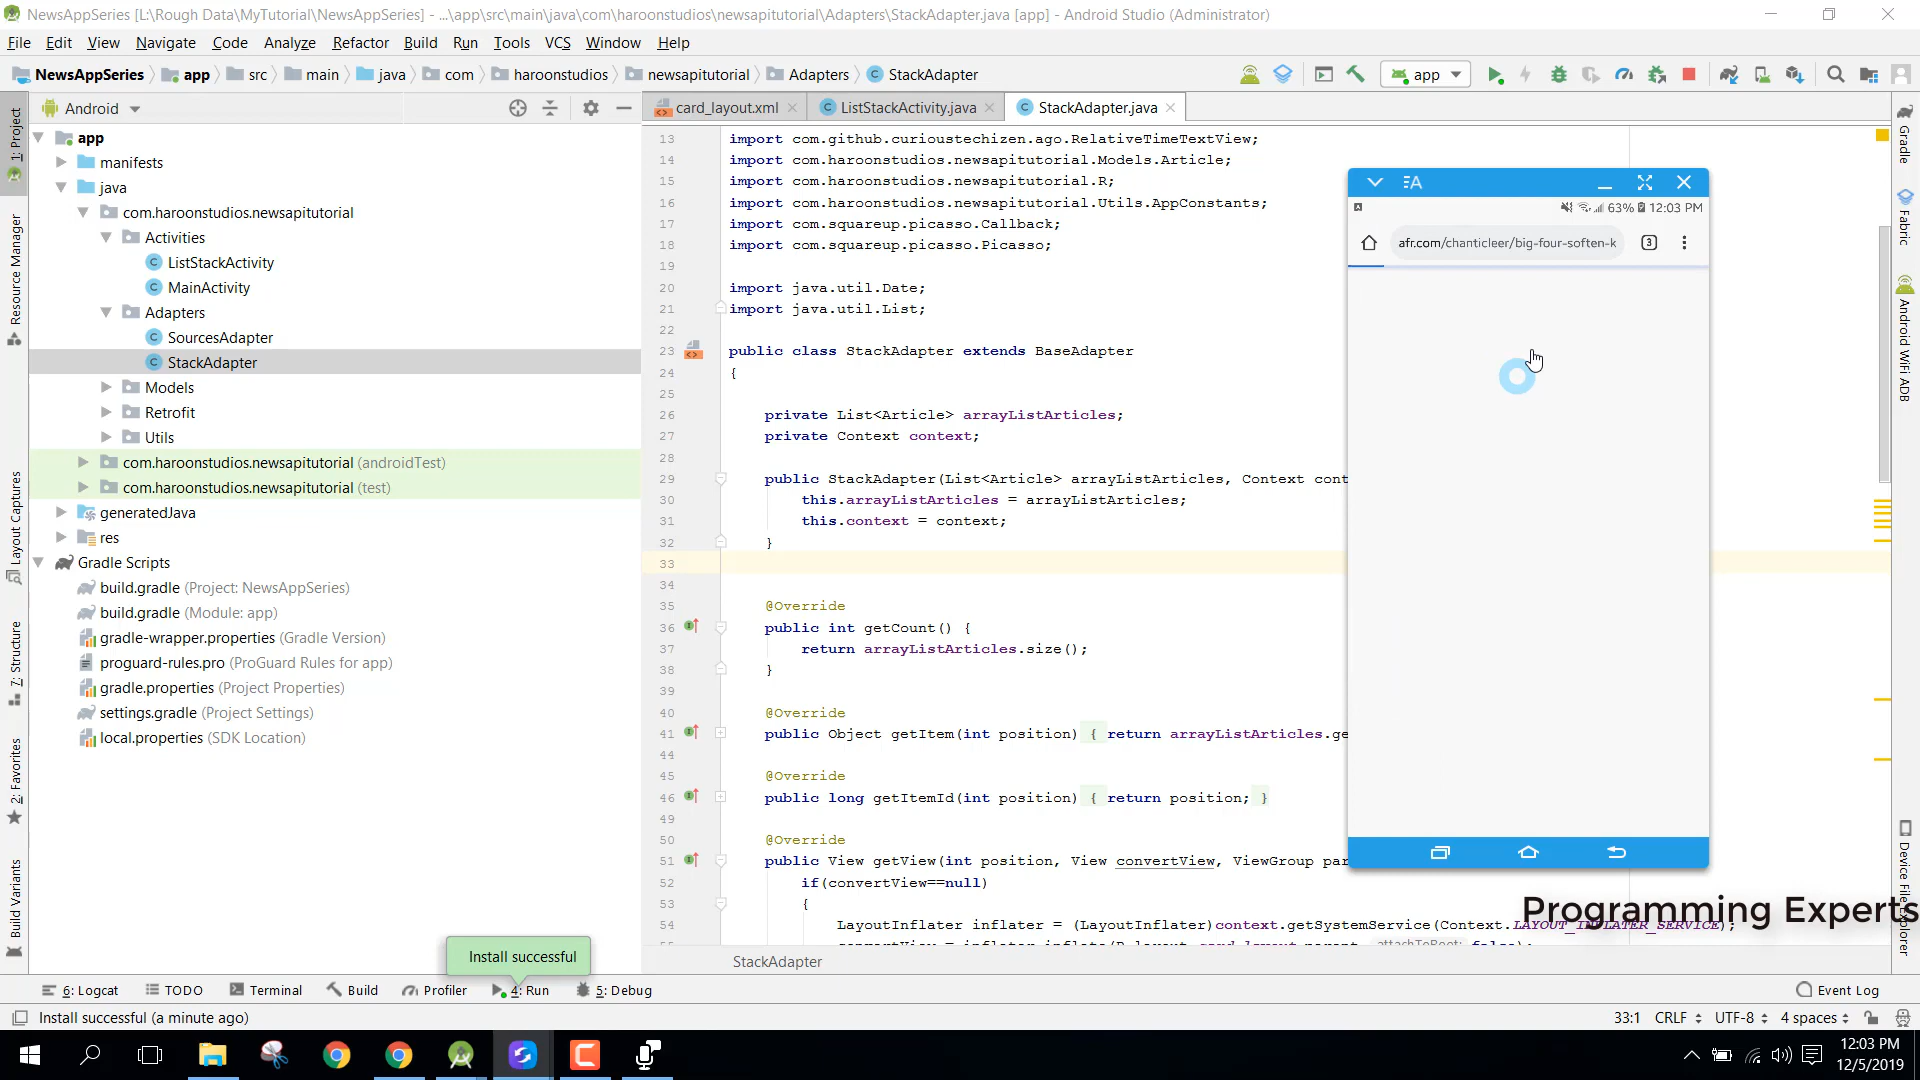 NewsAppSeries [L:\Rough Data\MyTutorial\NewsAppSeries] - ...\app\src\main\java\com\haroonstudios\newsapitutorial\Adapters\StackAdapter.java [app] - Android Studio (Administrator)
File Edit View Navigate Code Analyze Refactor Build Run Tools VCS Window Help
NewsAppSeries app src main java com haroonstudios newsapitutorial Adapters StackAdapter app
Android
card_layout.xml ListStackActivity.java StackAdapter.java
1: Project
Resource Manager
Layout Captures
7: Structure
2: Favorites
Build Variants
app
manifests
java
com.haroonstudios.newsapitutorial
Activities
ListStackActivity
MainActivity
Adapters
SourcesAdapter
StackAdapter
Models
Retrofit
Utils
com.haroonstudios.newsapitutorial (androidTest)
com.haroonstudios.newsapitutorial (test)
generatedJava
res
Gradle Scripts
build.gradle (Project: NewsAppSeries)
build.gradle (Module: app)
gradle-wrapper.properties (Gradle Version)
proguard-rules.pro (ProGuard Rules for app)
gradle.properties (Project Properties)
settings.gradle (Project Settings)
local.properties (SDK Location)
13 import com.github.curioustechizen.ago.RelativeTimeTextView;
14 import com.haroonstudios.newsapitutorial.Models.Article;
15 import com.haroonstudios.newsapitutorial.R;
16 import com.haroonstudios.newsapitutorial.Utils.AppConstants;
17 import com.squareup.picasso.Callback;
18 import com.squareup.picasso.Picasso;
19
20 import java.util.Date;
21 import java.util.List;
22
23 public class StackAdapter extends BaseAdapter
24 {
25
26 private List<Article> arrayListArticles;
27 private Context context;
28
29 public StackAdapter(List<Article> arrayListArticles, Context cont
30 this.arrayListArticles = arrayListArticles;
31 this.context = context;
32 }
33
34
35 @Override
36 public int getCount() {
37 return arrayListArticles.size();
38 }
39
40 @Override
41 public Object getItem(int position) { return arrayListArticles.ge
44
45 @Override
46 public long getItemId(int position) { return position; }
49
50 @Override
51 public View getView(int position, View convertView, ViewGroup par
52 if(convertView==null)
53 {
54 LayoutInflater inflater = (LayoutInflater)context.getSystemService(Context.LAYOUT_INFLATER_SERVICE);
StackAdapter
63% 12:03 PM
afr.com/chanticleer/big-four-soften-k 3
Programming Experts
Gradle
Fabric
Android WiFi ADB
Device File Explorer
Install successful
6: Logcat TODO Terminal Build Profiler 4: Run 5: Debug Event Log
Install successful (a minute ago) 33:1 CRLF UTF-8 4 spaces
12:03 PM
12/5/2019